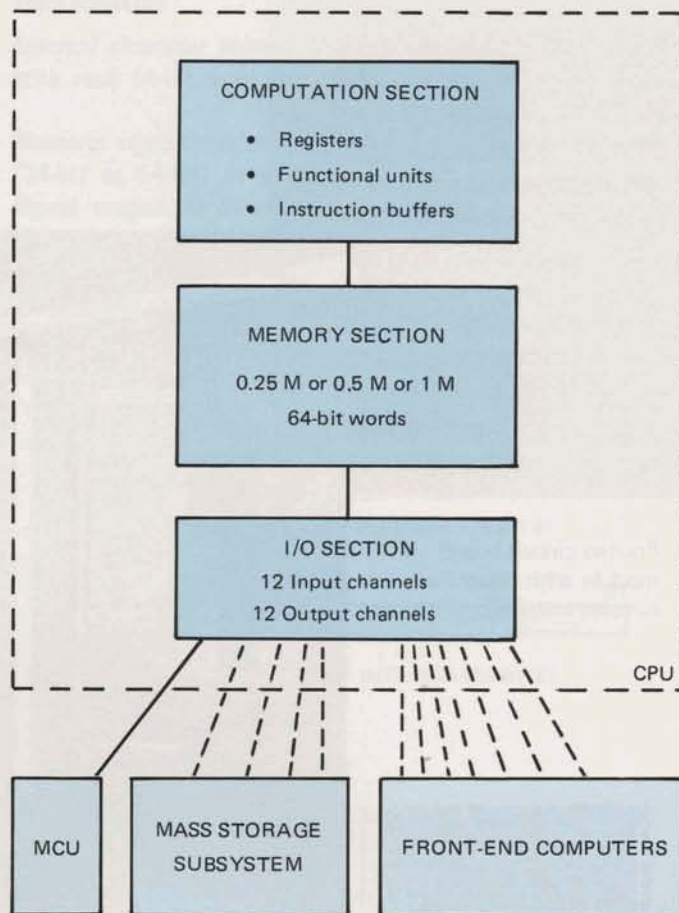 COMPUTATION SECTION
• Registers
• Functional units
• Instruction buffers
MEMORY SECTION
0.25 M or 0.5 M or 1 M
64-bit words
I/O SECTION
12 Input channels
12 Output channels
CPU
MCU
MASS STORAGE
SUBSYSTEM
FRONT-END COMPUTERS